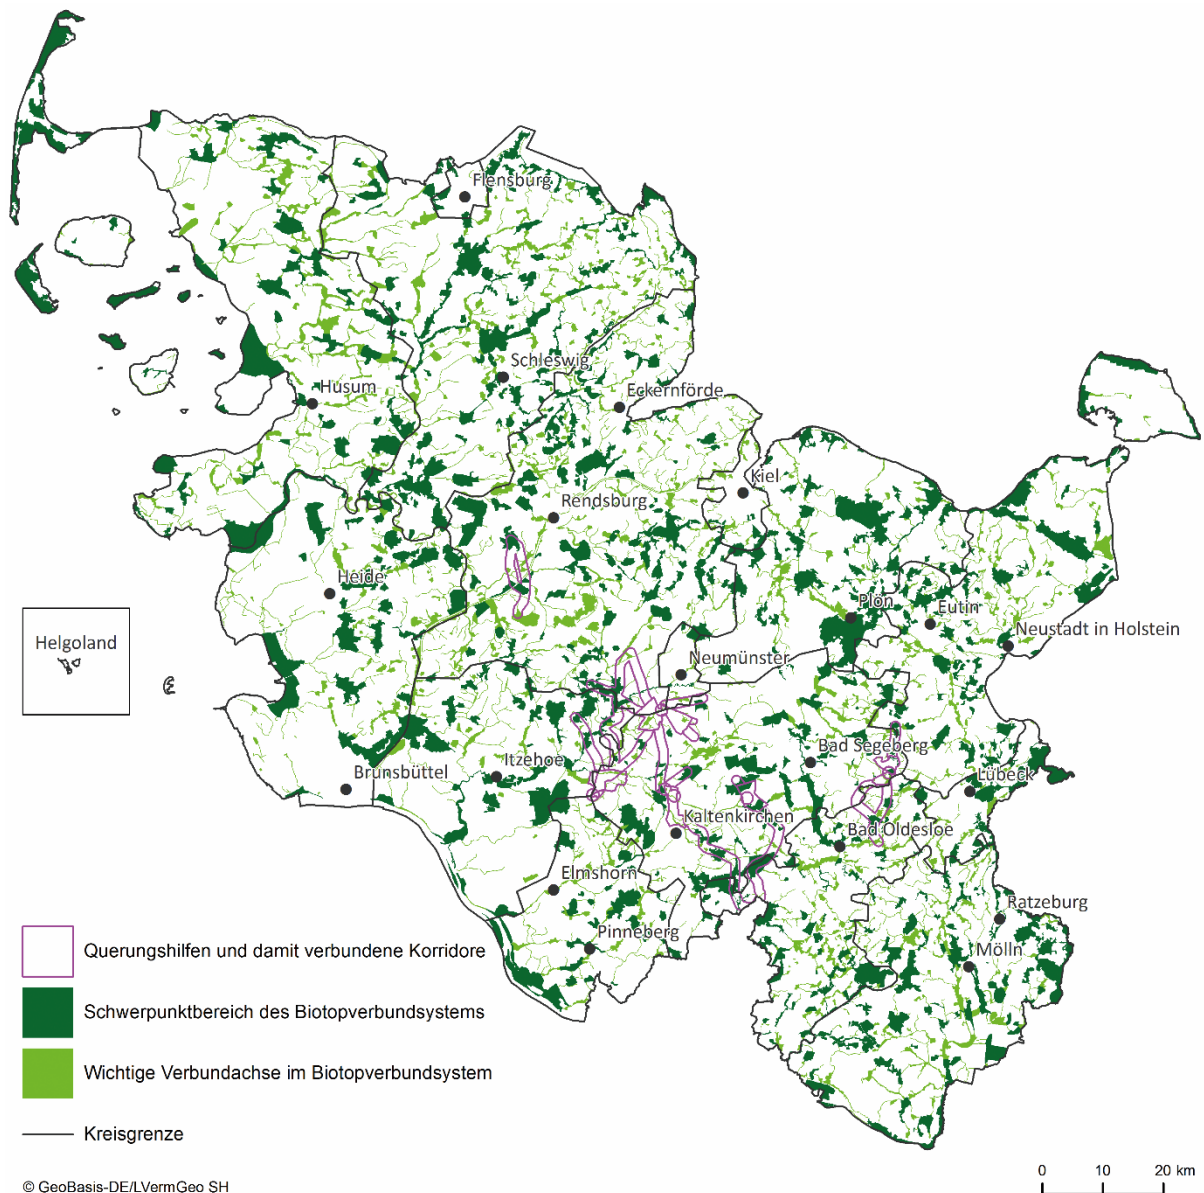 Flensburg
Schleswig
Husum
Eckernförde
Kiel
Rendsburg
Heide
Plön
Eutin
Neustadt in Holstein
Helgoland
Neumünster
Bad Segeberg
Itzehoe
Brunsbüttel
Lübeck
Kaltenkirchen
Bad Oldesloe
Elmshorn
Ratzeburg
Pinneberg
Mölln
Querungshilfen und damit verbundene Korridore
Schwerpunktbereich des Biotopverbundsystems
Wichtige Verbundachse im Biotopverbundsystem
Kreisgrenze
0 10 20 km
© GeoBasis-DE/LVermGeo SH